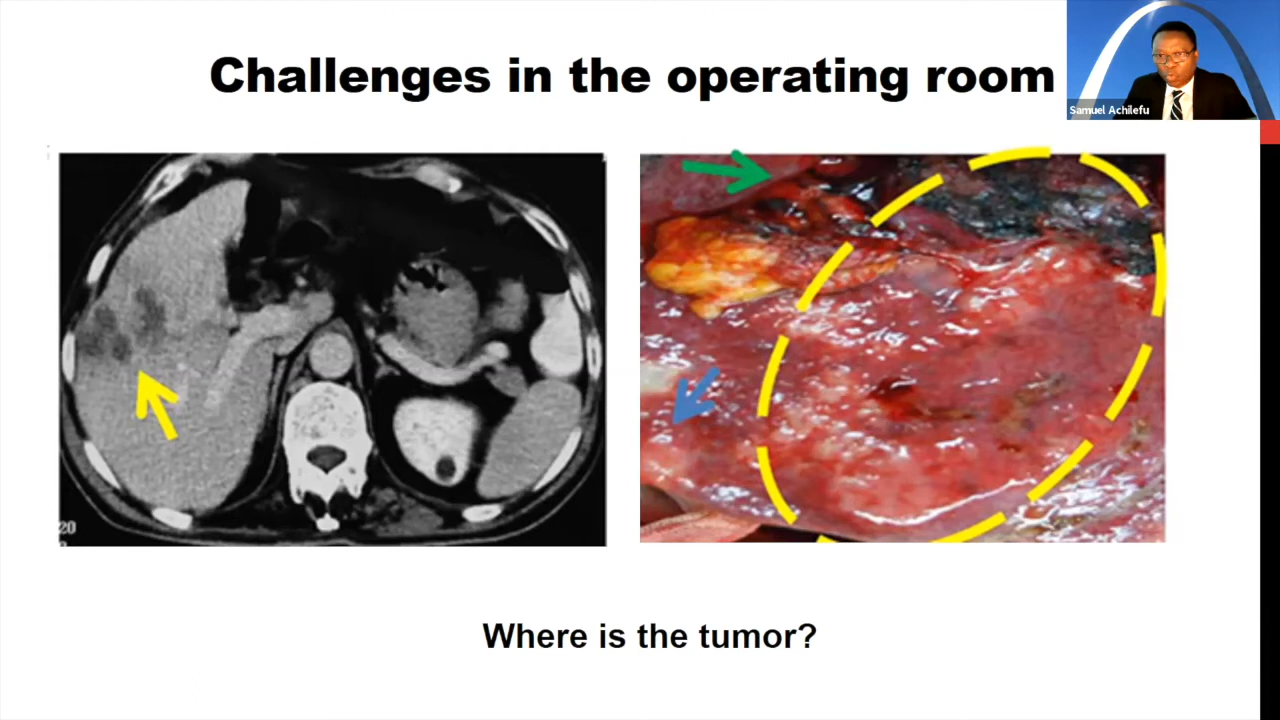 Challenges in the operating room
Samuel Achilefu
20
Where is the tumor?